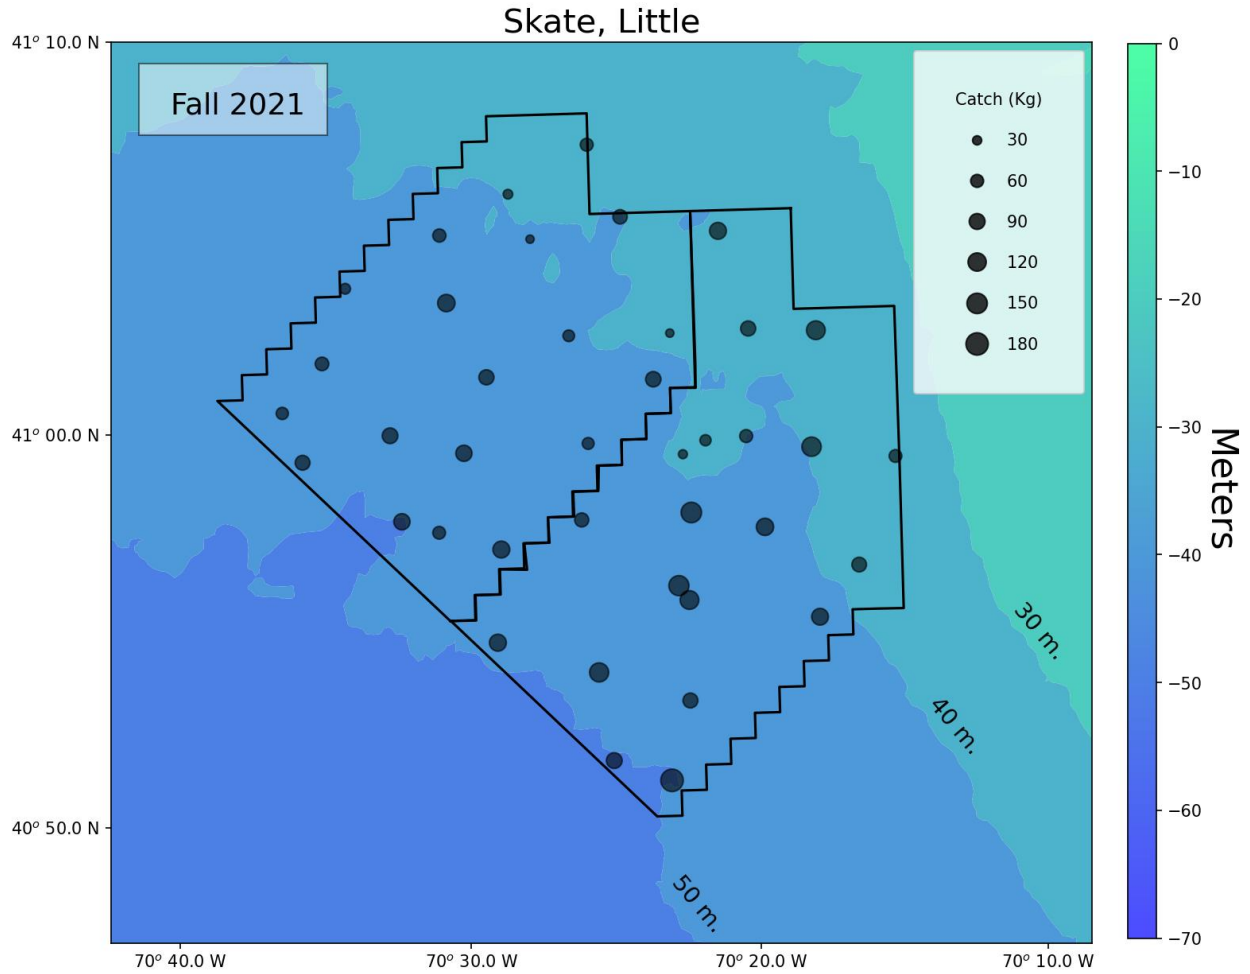 Skate, Little
41° 10.0 N
41° 00.0 N
40° 50.0 N
Fall 2021
Catch (Kg)
30
60
90
120
150
180
30 m.
40 m.
50 m.
70° 40.0 W
70° 30.0 W
70° 20.0 W
70° 10.0 W
0
−10
−20
−30
−40
−50
−60
−70
Meters